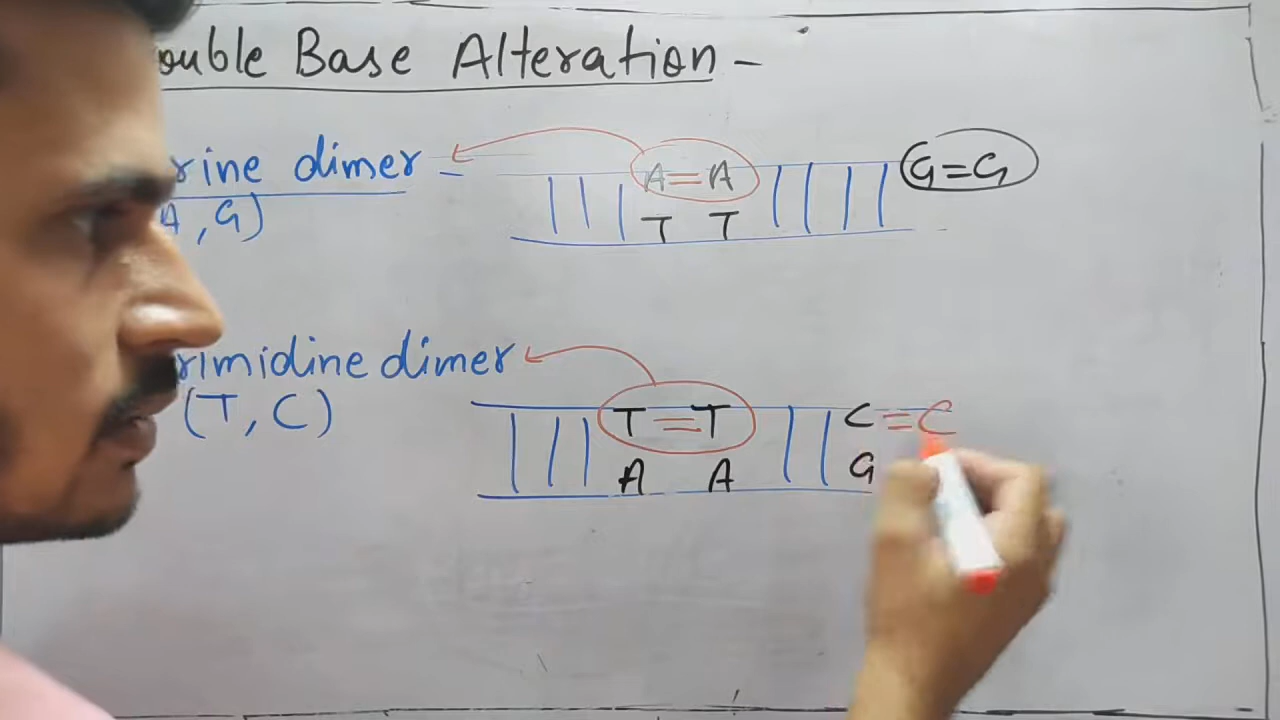 ouble Base Alteration -
rine dimer -
A, G)
A=A G=G
T T
rimidine dimer
(T, C)
T=T C=C
A A G